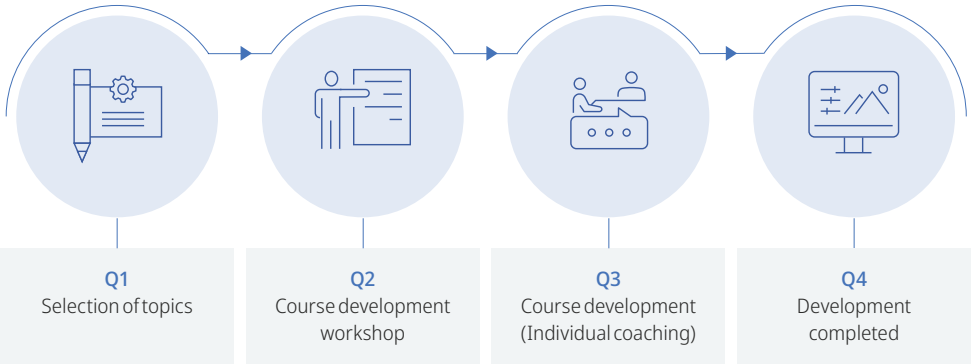 Q1
Selection of topics
Q2
Course development
workshop
Q3
Course development
(Individual coaching)
Q4
Development
completed